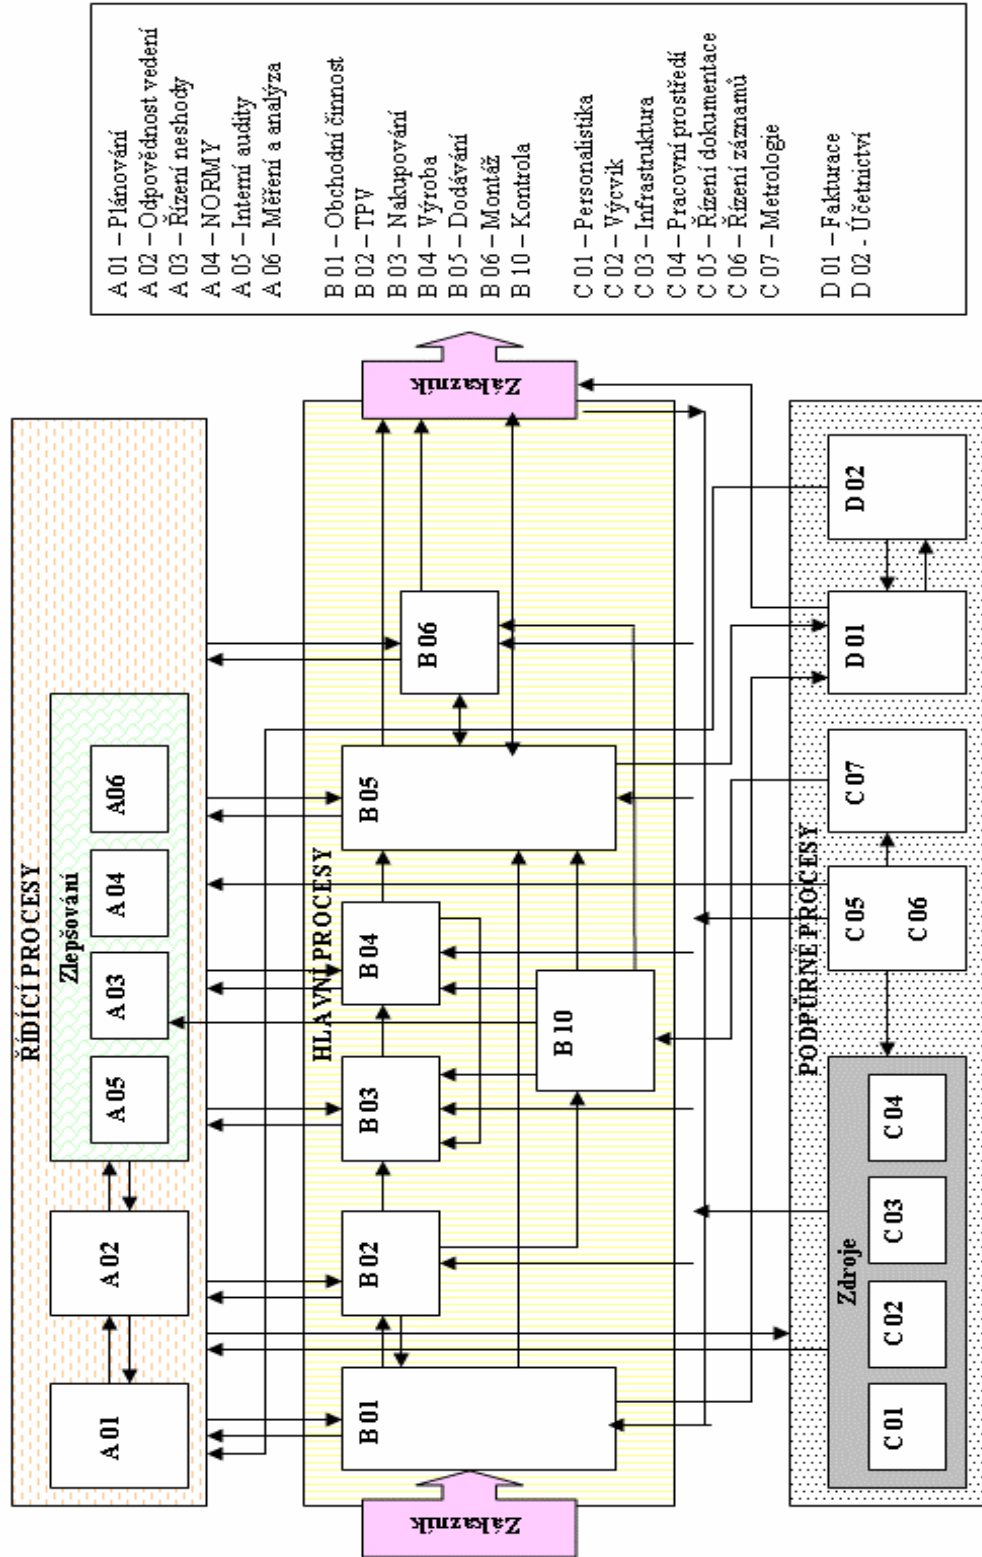 ŘÍDÍCÍ PROCESY
A 01
A 02
Zlepšování
A 05
A 03
A 04
A06
HLAVNÍ PROCESY
Zákazník
B 01
B 02
B 03
B 04
B 05
B 06
B 10
Zákazník
PODPŮRNÉ PROCESY
Zdroje
C 01
C 02
C 03
C 04
C 05
C 06
C 07
D 01
D 02
A 01 – Plánování
A 02 – Odpovědnost vedení
A 03 – Řízení neshody
A 04 – NORMY
A 05 – Interní audity
A 06 – Měření a analýza
B 01 – Obchodní činnost
B 02 – TPV
B 03 – Nakupování
B 04 – Výroba
B 05 – Dodávání
B 06 – Montáž
B 10 – Kontrola
C 01 – Personalistika
C 02 – Výcvik
C 03 – Infrastruktura
C 04 – Pracovní prostředí
C 05 – Řízení dokumentace
C 06 – Řízení záznamů
C 07 – Metrologie
D 01 – Fakturace
D 02 - Účetnictví